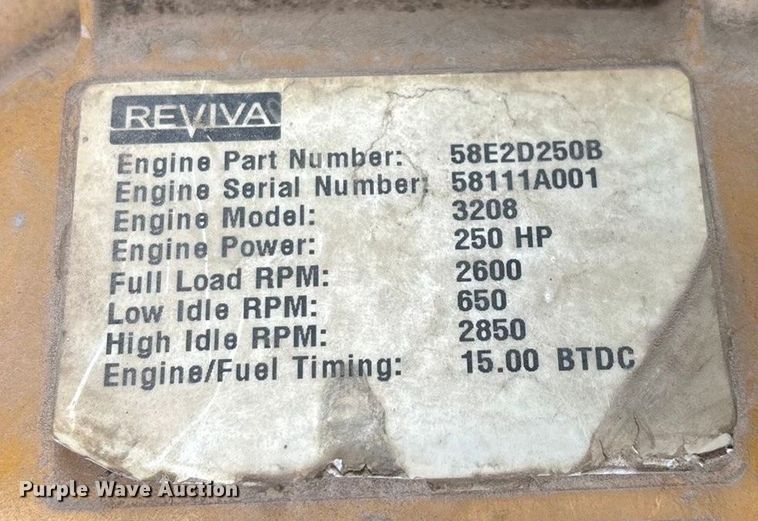 REVIVA
Engine Part Number: 58E2D250B
Engine Serial Number: 58111A001
Engine Model: 3208
Engine Power: 250 HP
Full Load RPM: 2600
Low Idle RPM: 650
High Idle RPM: 2850
Engine/Fuel Timing: 15.00 BTDC
Purple Wave Auction